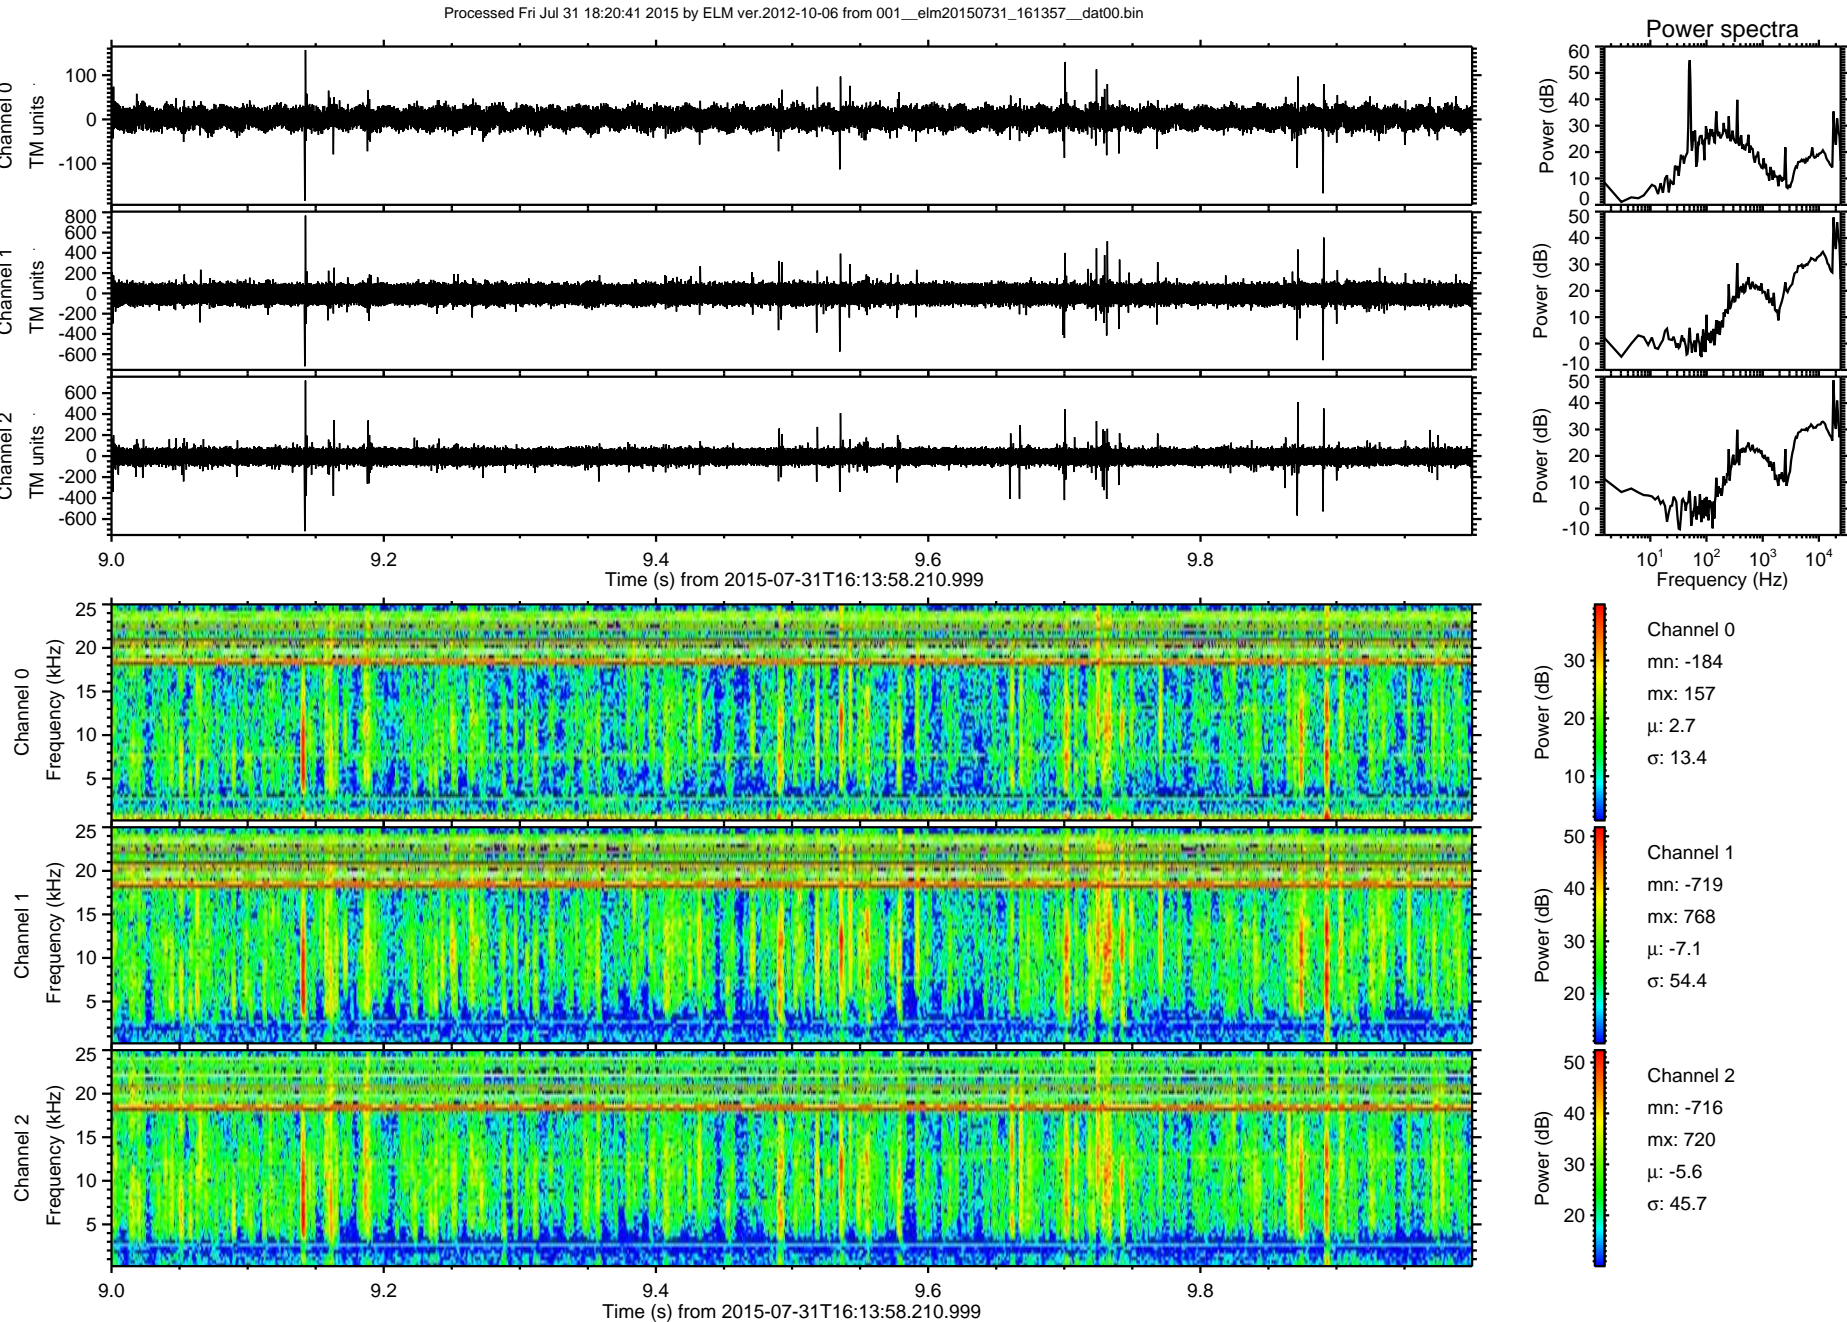 Processed Fri Jul 31 18:20:41 2015 by ELM ver.2012-10-06 from 001__elm20150731_161357__dat00.bin
Power spectra
Channel 0
TM units
100
0
-100
Power (dB)
60
50
40
30
20
10
0
Channel 1
TM units
800
600
400
200
0
-200
-400
-600
Power (dB)
50
40
30
20
10
0
-10
Channel 2
TM units
600
400
200
0
-200
-400
-600
Power (dB)
50
40
30
20
10
0
-10
9.0 9.2 9.4 9.6 9.8
Time (s) from 2015-07-31T16:13:58.210.999
10¹ 10² 10³ 10⁴
Frequency (Hz)
Channel 0
Frequency (kHz)
25
20
15
10
5
Power (dB)
30
20
10
Channel 0
mn: -184
mx: 157
μ: 2.7
σ: 13.4
Channel 1
Frequency (kHz)
25
20
15
10
5
Power (dB)
50
40
30
20
Channel 1
mn: -719
mx: 768
μ: -7.1
σ: 54.4
Channel 2
Frequency (kHz)
25
20
15
10
5
Power (dB)
50
40
30
20
Channel 2
mn: -716
mx: 720
μ: -5.6
σ: 45.7
9.0 9.2 9.4 9.6 9.8
Time (s) from 2015-07-31T16:13:58.210.999